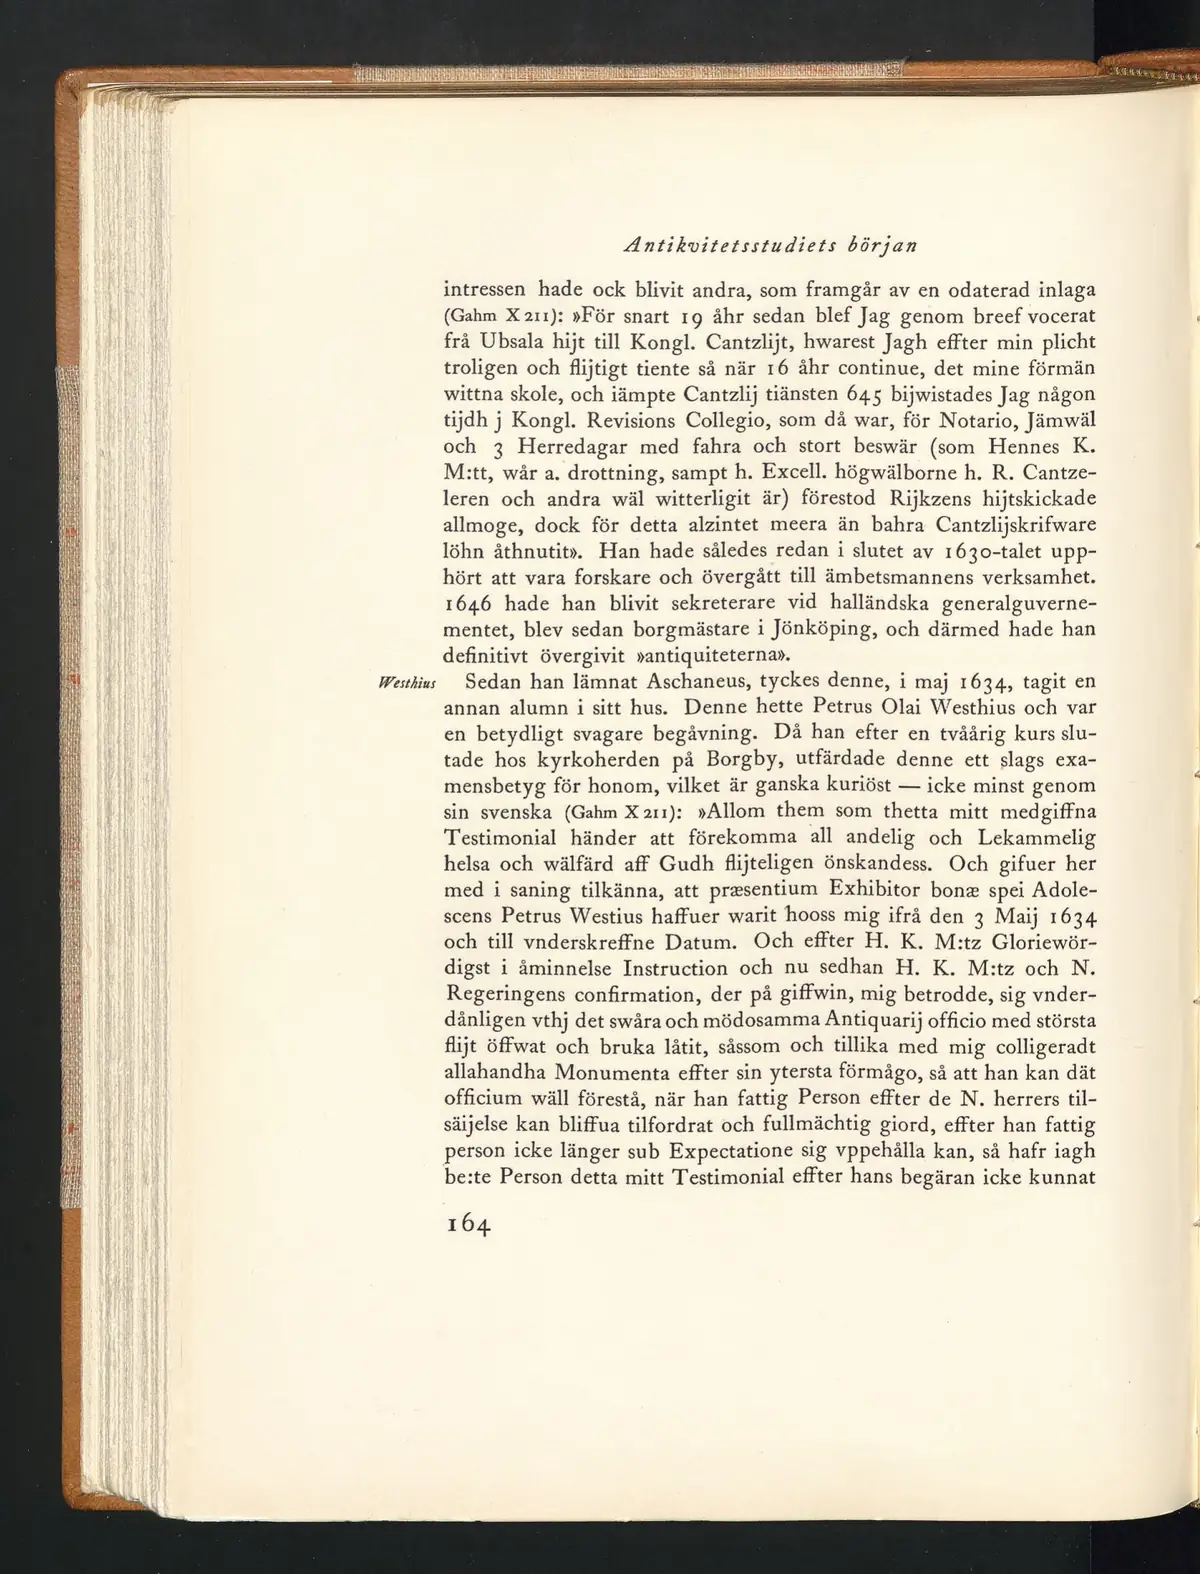 Antikvitetsstudiets början
intressen hade ock blivit andra, som framgår av en odaterad inlaga
(Gahm X 211): »För snart 19 åhr sedan blef Jag genom breef vocerat
frå Ubsala hijt till Kongl. Cantzlijt, hwarest Jagh effter min plicht
troligen och flijtigt tiente så när 16 åhr continue, det mine förmän
wittna skole, och iämpte Cantzlij tiänsten 645 bijwistades Jag någon
tijdh j Kongl. Revisions Collegio, som då war, för Notario, Jämwäl
och 3 Herredagar med fahra och stort beswär (som Hennes K.
M:tt, wår a. drottning, sampt h. Excell. högwälborne h. R. Cantze-
leren och andra wäl witterligit är) förestod Rijkzens hijtskickade
allmoge, dock för detta alzintet meera än bahra Cantzlijskrifware
löhn åthnutit». Han hade således redan i slutet av 1630-talet upp-
hört att vara forskare och övergått till ämbetsmannens verksamhet.
1646 hade han blivit sekreterare vid halländska generalguverne-
mentet, blev sedan borgmästare i Jönköping, och därmed hade han
definitivt övergivit »antiquiteterna».
Westhius Sedan han lämnat Aschaneus, tyckes denne, i maj 1634, tagit en
annan alumn i sitt hus. Denne hette Petrus Olai Westhius och var
en betydligt svagare begåvning. Då han efter en tvåårig kurs slu-
tade hos kyrkoherden på Borgby, utfärdade denne ett slags exa-
mensbetyg för honom, vilket är ganska kuriöst — icke minst genom
sin svenska (Gahm X 211): »Allom them som thetta mitt medgiffna
Testimonial händer att förekomma all andelig och Lekammelig
helsa och wälfärd aff Gudh flijteligen önskandess. Och gifuer her
med i saning tilkänna, att præsentium Exhibitor bonæ spei Adole-
scens Petrus Westius haffuer warit hooss mig ifrå den 3 Maij 1634
och till vnderskreffne Datum. Och effter H. K. M:tz Gloriewör-
digst i åminnelse Instruction och nu sedhan H. K. M:tz och N.
Regeringens confirmation, der på giffwin, mig betrodde, sig vnder-
dånligen vthj det swåra och mödosamma Antiquarij officio med största
flijt öffwat och bruka låtit, såssom och tillika med mig colligeradt
allahandha Monumenta effter sin ytersta förmågo, så att han kan dät
officium wäll förestå, när han fattig Person effter de N. herrers til-
säijelse kan bliffua tilfordrat och fullmächtig giord, effter han fattig
person icke länger sub Expectatione sig vppehålla kan, så hafr iagh
be:te Person detta mitt Testimonial effter hans begäran icke kunnat
164